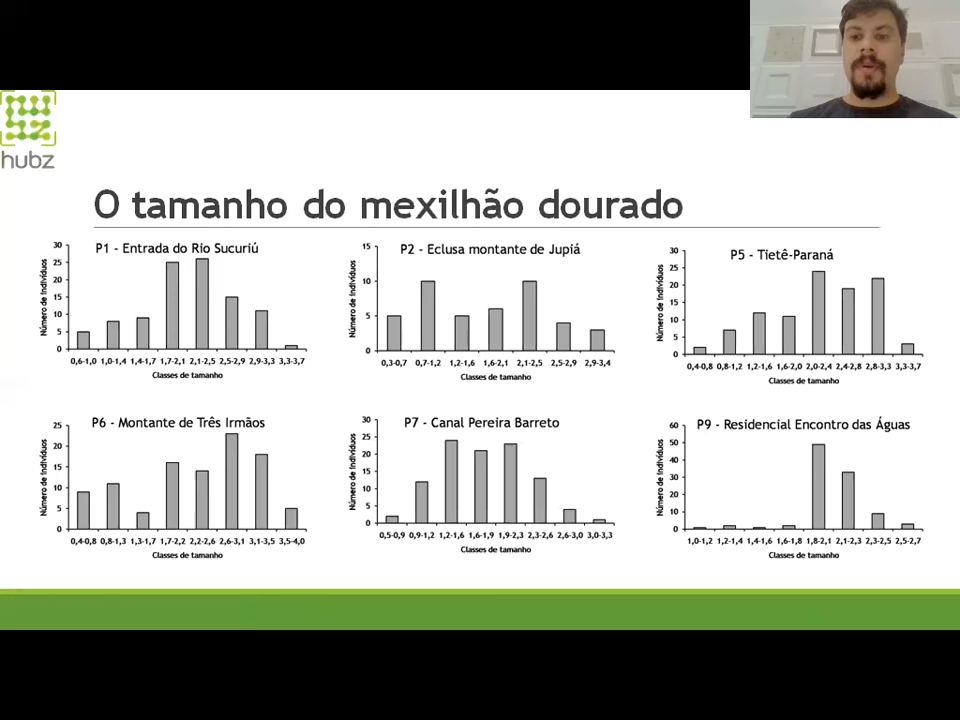 hubz
O tamanho do mexilhão dourado
P1 - Entrada do Rio Sucuriú
Número de Indivíduos
30
25
20
15
10
5
0
0,6-1,0 1,0-1,4 1,4-1,7 1,7-2,1 2,1-2,5 2,5-2,9 2,9-3,3 3,3-3,7
Classes de tamanho
P2 - Eclusa montante de Jupiá
Número de Indivíduos
15
10
5
0
0,3-0,7 0,7-1,2 1,2-1,6 1,6-2,1 2,1-2,5 2,5-2,9 2,9-3,4
Classes de tamanho
P5 - Tietê-Paraná
Número de Indivíduos
30
25
20
15
10
5
0
0,4-0,8 0,8-1,2 1,2-1,6 1,6-2,0 2,0-2,4 2,4-2,8 2,8-3,3 3,3-3,7
Classes de tamanho
P6 - Montante de Três Irmãos
Número de Indivíduos
25
20
15
10
5
0
0,4-0,8 0,8-1,3 1,3-1,7 1,7-2,2 2,2-2,6 2,6-3,1 3,1-3,5 3,5-4,0
Classes de tamanho
P7 - Canal Pereira Barreto
Número de Indivíduos
30
25
20
15
10
5
0
0,5-0,9 0,9-1,2 1,2-1,6 1,6-1,9 1,9-2,3 2,3-2,6 2,6-3,0 3,0-3,3
Classes de tamanho
P9 - Residencial Encontro das Águas
Número de Indivíduos
60
50
40
30
20
10
0
1,0-1,2 1,2-1,4 1,4-1,6 1,6-1,8 1,8-2,1 2,1-2,3 2,3-2,5 2,5-2,7
Classes de tamanho